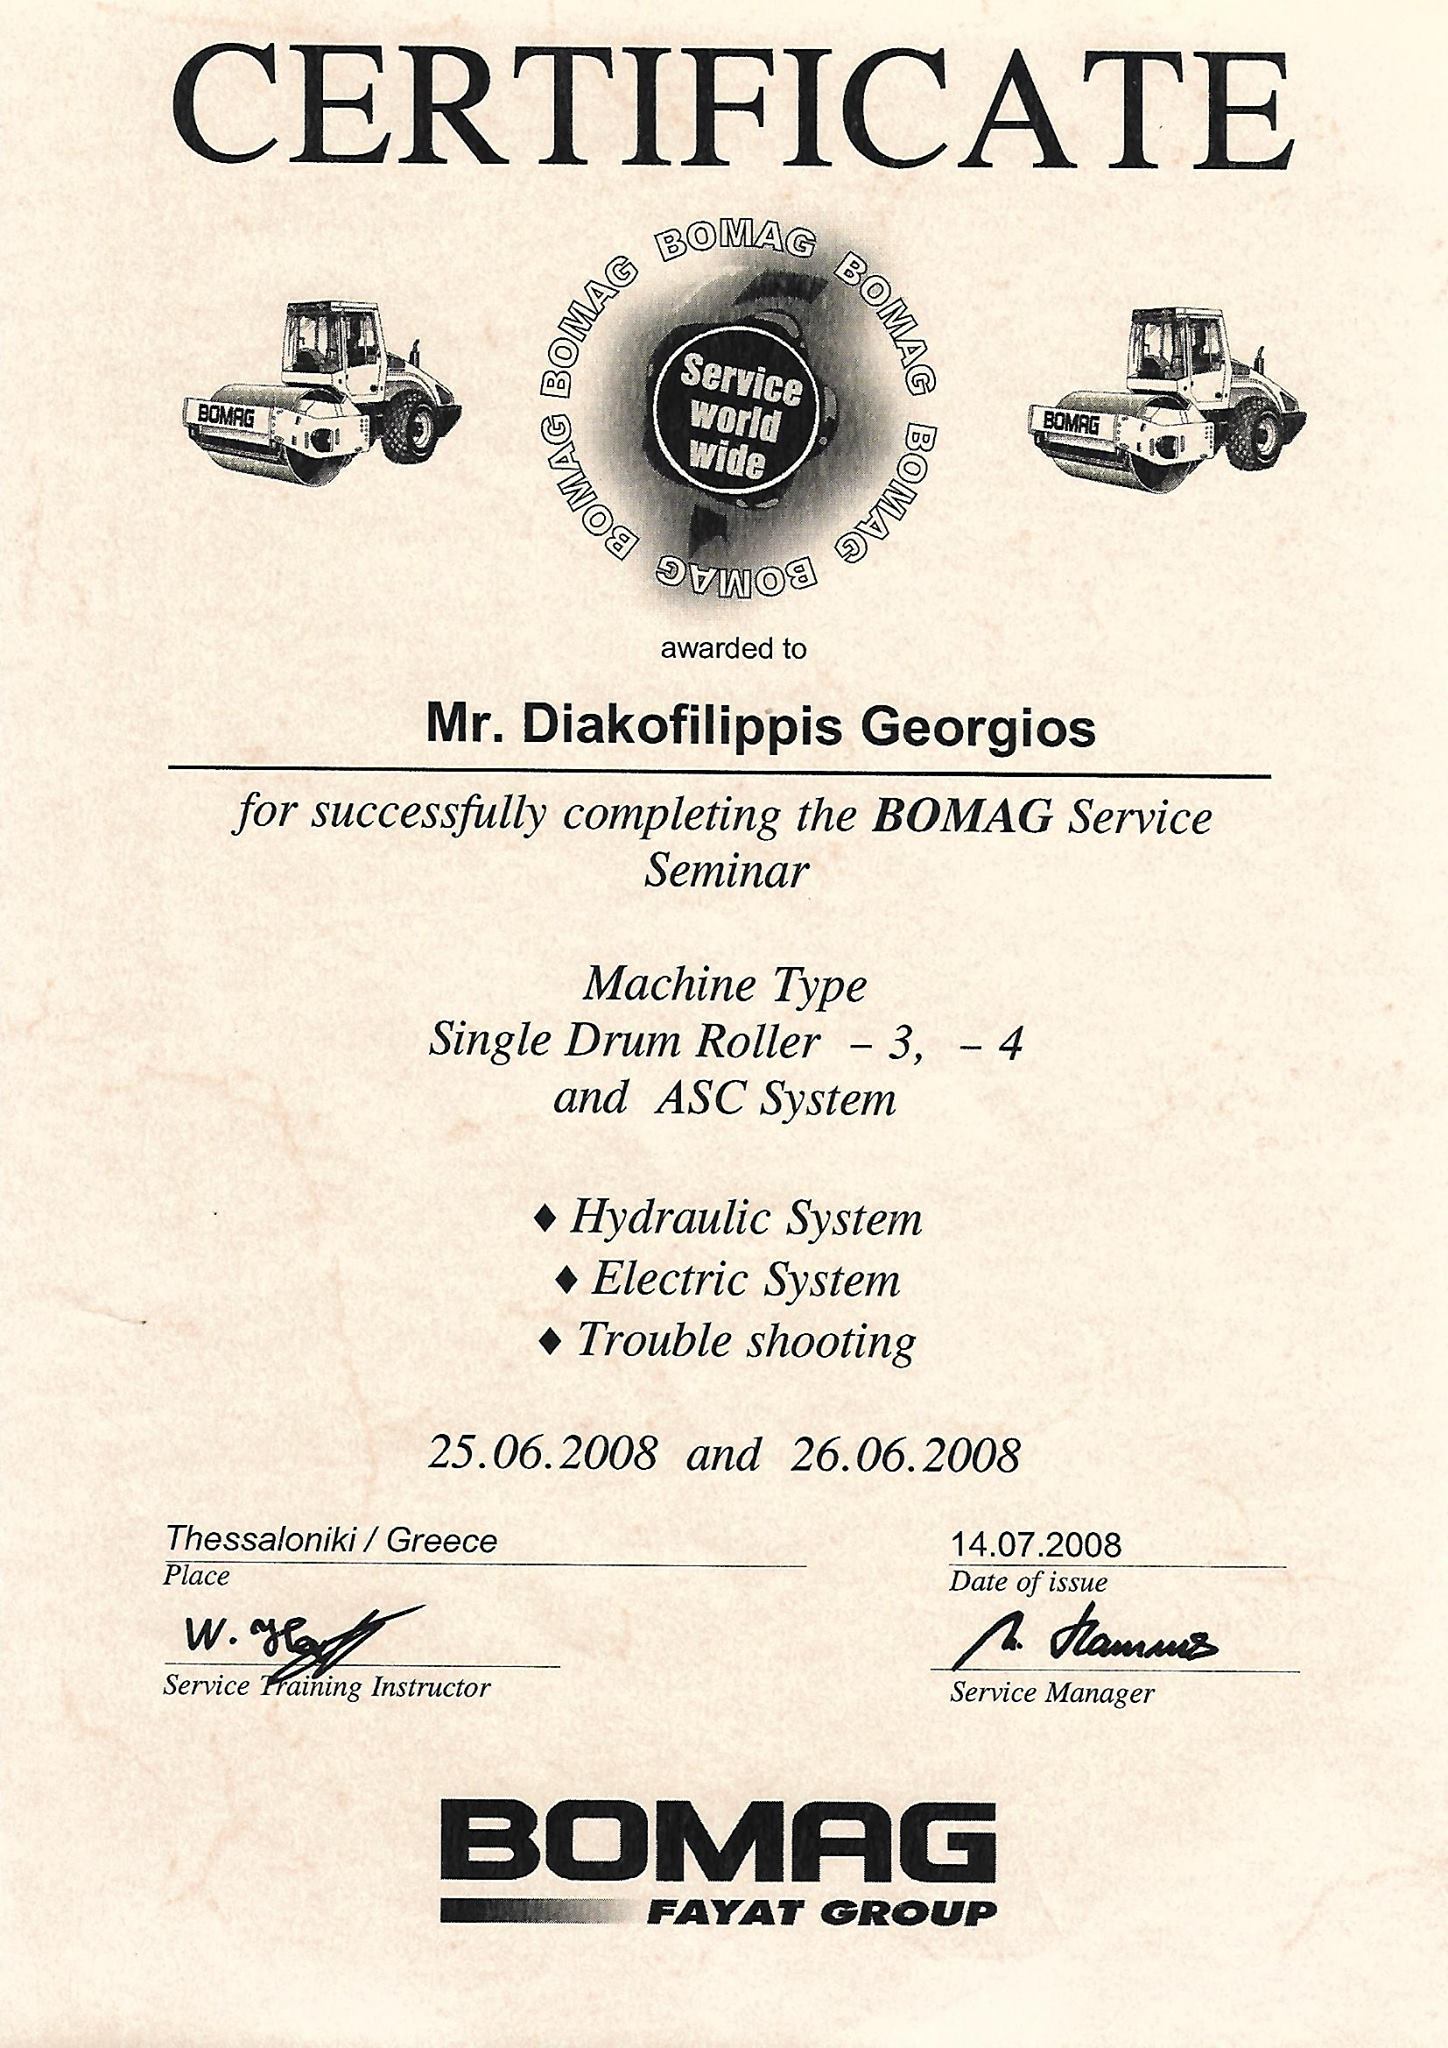 CERTIFICATE
BOMAG BOMAG BOMAG BOMAG BOMAG BOMAG BOMAG
BOMAG
Service
world
wide
BOMAG
awarded to
Mr. Diakofilippis Georgios
for successfully completing the BOMAG Service
Seminar
Machine Type
Single Drum Roller – 3, – 4
and ASC System
♦ Hydraulic System
♦ Electric System
♦ Trouble shooting
25.06.2008 and 26.06.2008
Thessaloniki / Greece 14.07.2008
Place Date of issue
W.
Service Training Instructor Service Manager
BOMAG
FAYAT GROUP